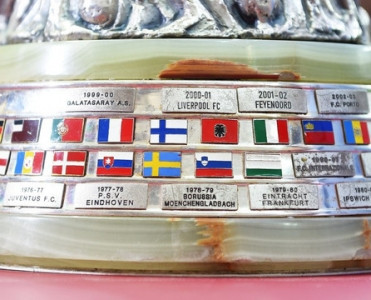 1999-00
GALATASARAY A.S.
2000-01
LIVERPOOL FC
2001-02
FEYENOORD
2002-03
F.C. PORTO
1976-77
JUVENTUS F.C.
1977-78
P.S.V.
EINDHOVEN
1978-79
BORUSSIA
MOENCHENGLADBACH
1979-80
EINTRACHT
FRANKFURT
IPSWICH